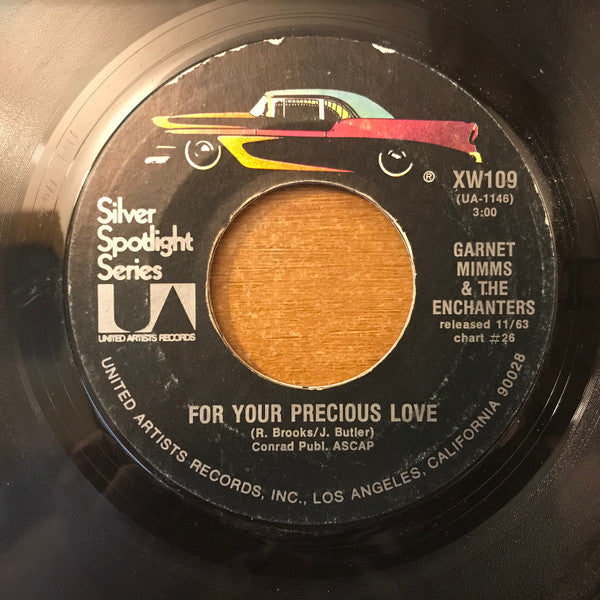 ®
XW109
(UA-1146)
3:00
Silver
Spotlight
Series
UA
UNITED ARTISTS RECORDS
GARNET
MIMMS
& THE
ENCHANTERS
released 11/63
chart #26
FOR YOUR PRECIOUS LOVE
(R. Brooks/J. Butler)
Conrad Publ. ASCAP
UNITED ARTISTS RECORDS, INC., LOS ANGELES, CALIFORNIA 90028